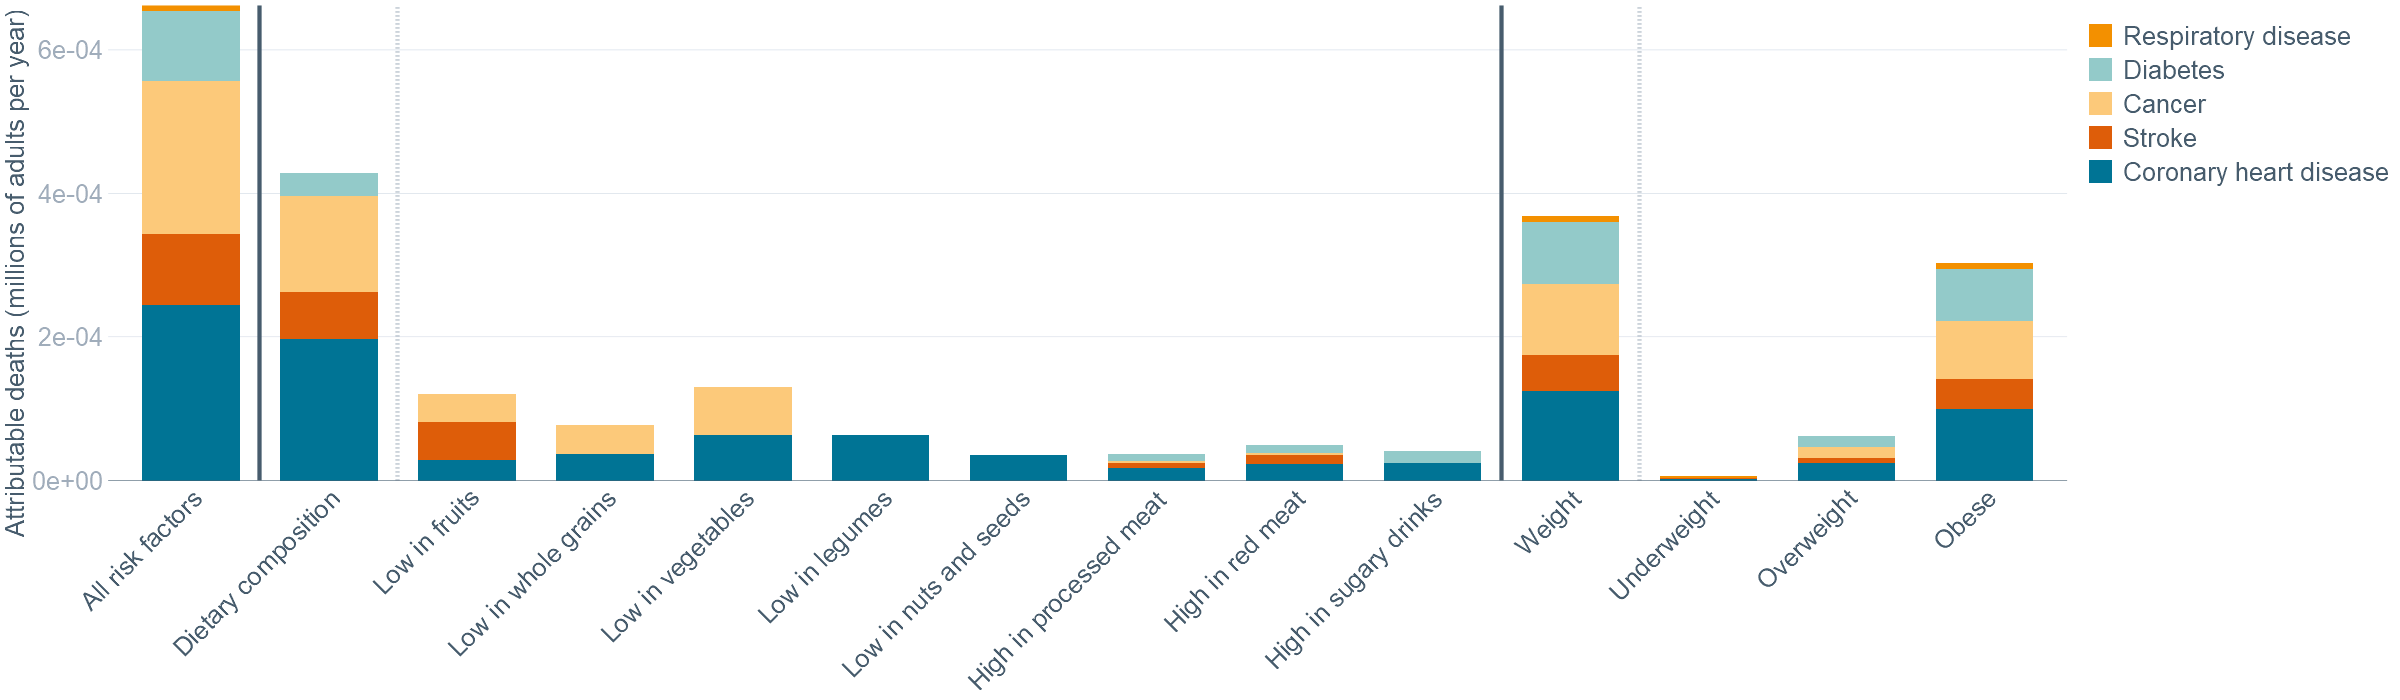 Attributable deaths (millions of adults per year)
6e-04
4e-04
2e-04
0e+00
All risk factors
Dietary composition
Low in fruits
Low in whole grains
Low in vegetables
Low in legumes
Low in nuts and seeds
High in processed meat
High in red meat
High in sugary drinks
Weight
Underweight
Overweight
Obese
Respiratory disease
Diabetes
Cancer
Stroke
Coronary heart disease